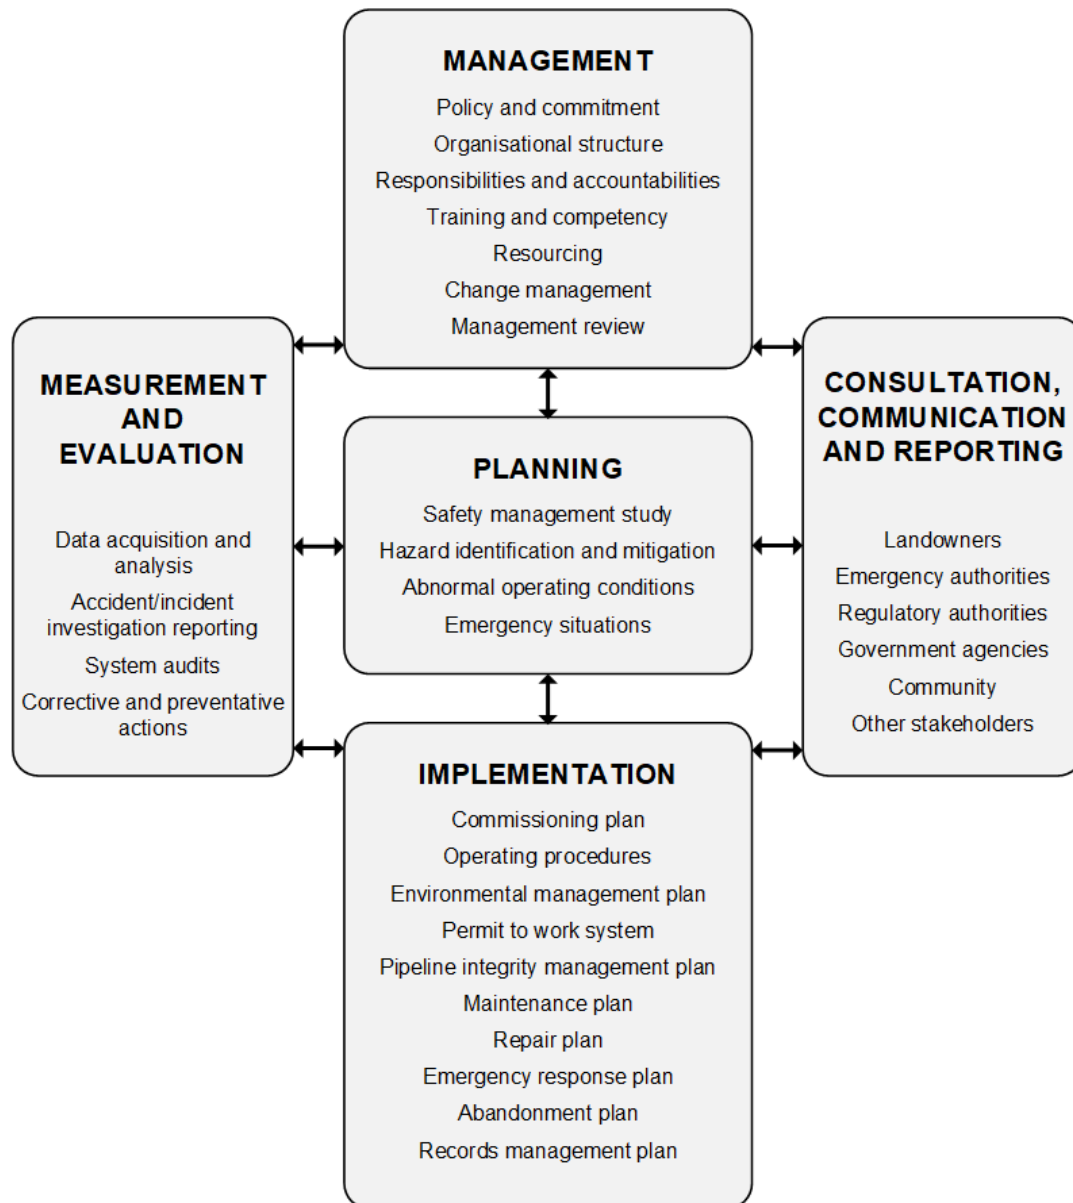 MANAGEMENT
Policy and commitment
Organisational structure
Responsibilities and accountabilities
Training and competency
Resourcing
Change management
Management review
MEASUREMENT
AND
EVALUATION
Data acquisition and
analysis
Accident/incident
investigation reporting
System audits
Corrective and preventative
actions
PLANNING
Safety management study
Hazard identification and mitigation
Abnormal operating conditions
Emergency situations
CONSULTATION,
COMMUNICATION
AND REPORTING
Landowners
Emergency authorities
Regulatory authorities
Government agencies
Community
Other stakeholders
IMPLEMENTATION
Commissioning plan
Operating procedures
Environmental management plan
Permit to work system
Pipeline integrity management plan
Maintenance plan
Repair plan
Emergency response plan
Abandonment plan
Records management plan